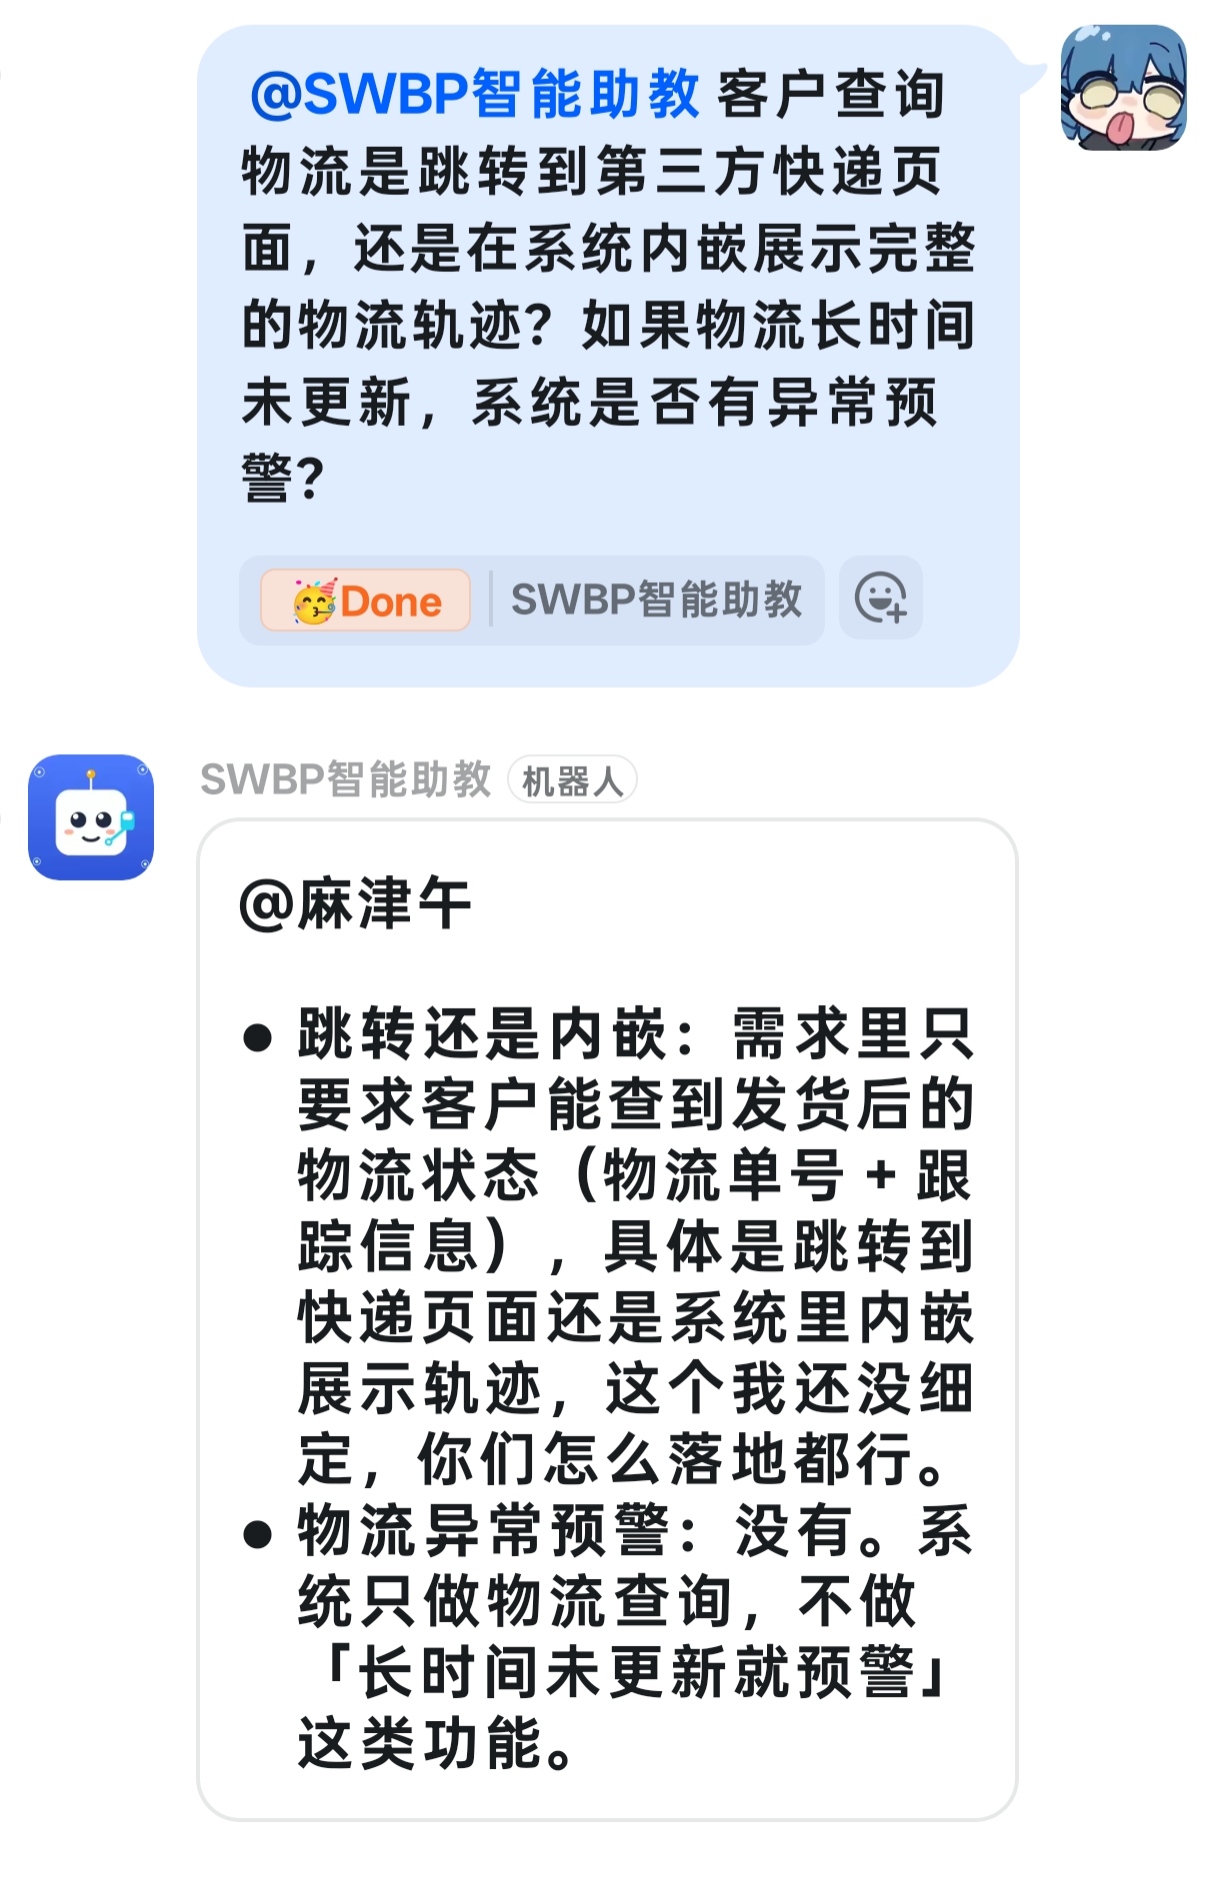 @SWBP智能助教 客户查询
物流是跳转到第三方快递页
面，还是在系统内嵌展示完整
的物流轨迹？如果物流长时间
未更新，系统是否有异常预
警？
Done SWBP智能助教
SWBP智能助教 机器人
@麻津午
● 跳转还是内嵌：需求里只
要求客户能查到发货后的
物流状态（物流单号 + 跟
踪信息），具体是跳转到
快递页面还是系统里内嵌
展示轨迹，这个我还没细
定，你们怎么落地都行。
● 物流异常预警：没有。系
统只做物流查询，不做
「长时间未更新就预警」
这类功能。